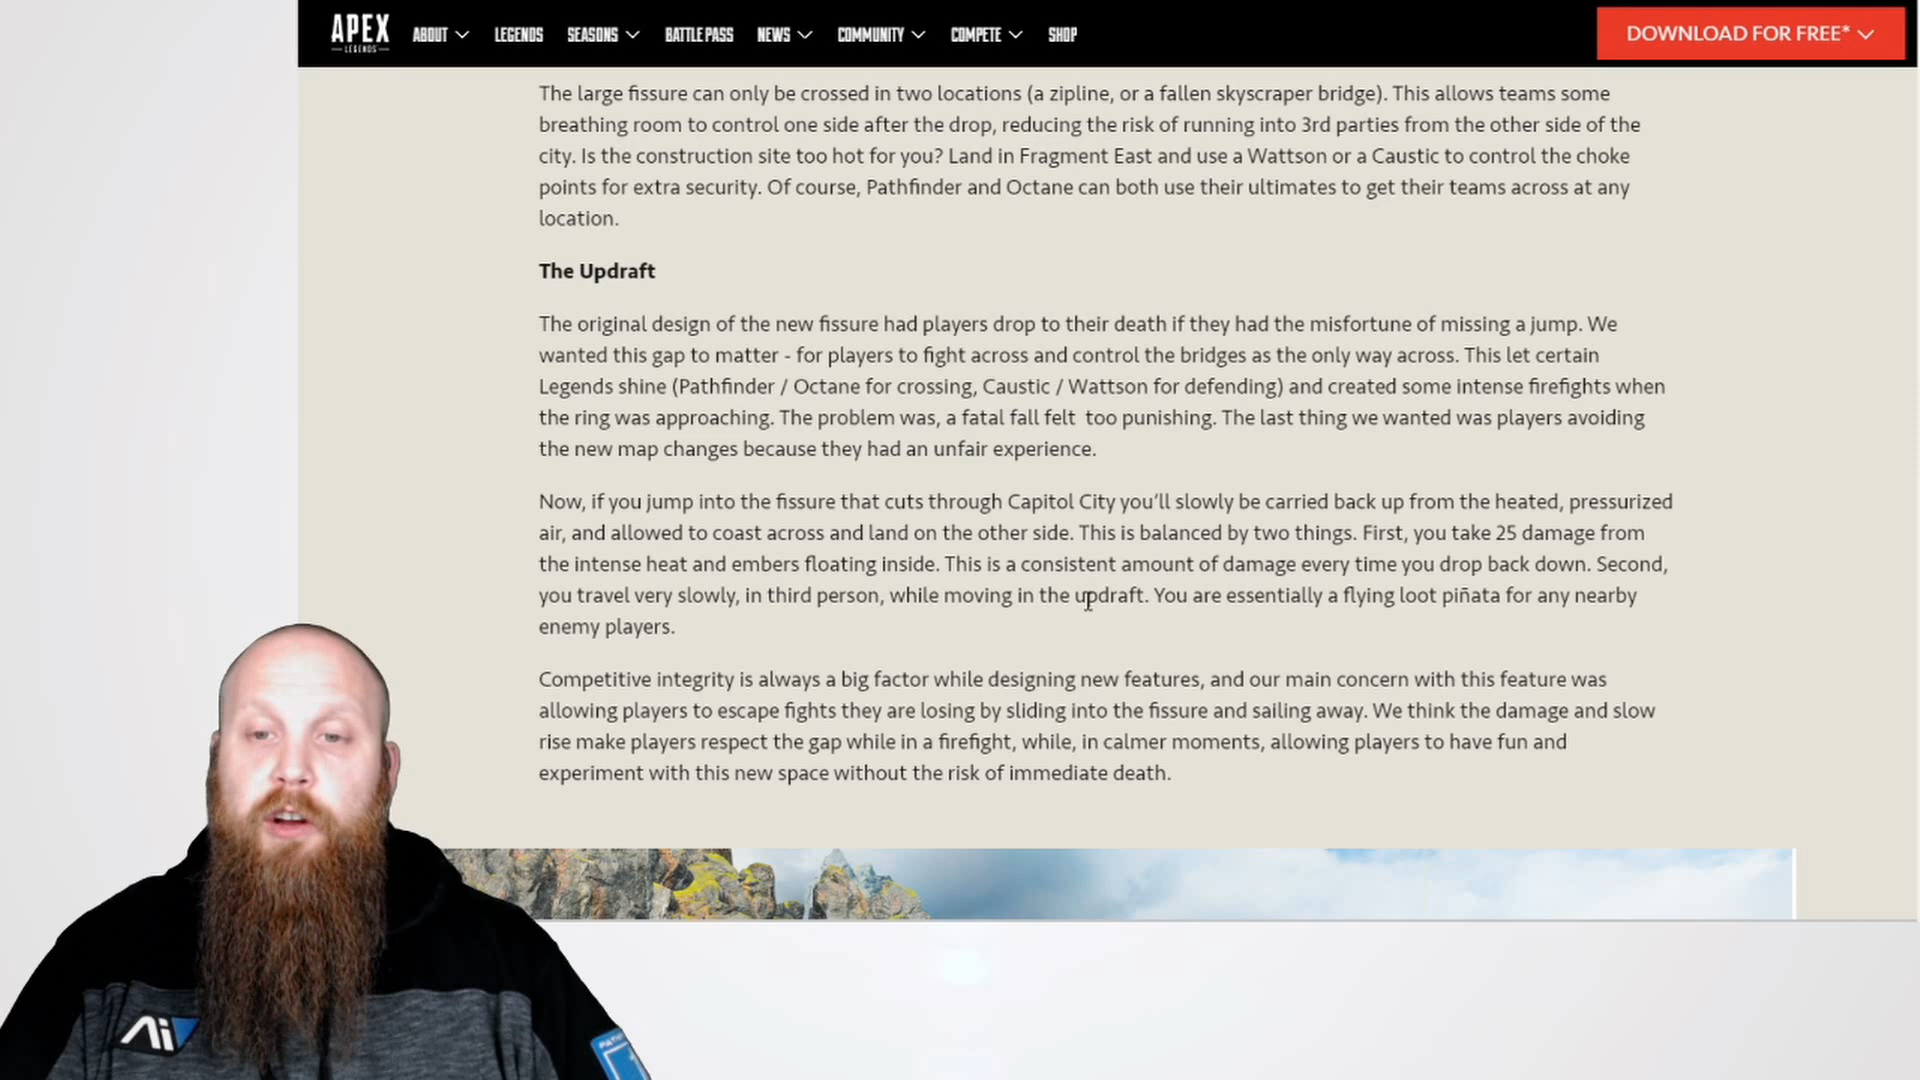 APEX
LEGENDS
ABOUT LEGENDS SEASONS BATTLE PASS NEWS COMMUNITY COMPETE SHOP
DOWNLOAD FOR FREE*
The large fissure can only be crossed in two locations (a zipline, or a fallen skyscraper bridge). This allows teams some
breathing room to control one side after the drop, reducing the risk of running into 3rd parties from the other side of the
city. Is the construction site too hot for you? Land in Fragment East and use a Wattson or a Caustic to control the choke
points for extra security. Of course, Pathfinder and Octane can both use their ultimates to get their teams across at any
location.
The Updraft
The original design of the new fissure had players drop to their death if they had the misfortune of missing a jump. We
wanted this gap to matter - for players to fight across and control the bridges as the only way across. This let certain
Legends shine (Pathfinder / Octane for crossing, Caustic / Wattson for defending) and created some intense firefights when
the ring was approaching. The problem was, a fatal fall felt  too punishing. The last thing we wanted was players avoiding
the new map changes because they had an unfair experience.
Now, if you jump into the fissure that cuts through Capitol City you’ll slowly be carried back up from the heated, pressurized
air, and allowed to coast across and land on the other side. This is balanced by two things. First, you take 25 damage from
the intense heat and embers floating inside. This is a consistent amount of damage every time you drop back down. Second,
you travel very slowly, in third person, while moving in the updraft. You are essentially a flying loot piñata for any nearby
enemy players.
Competitive integrity is always a big factor while designing new features, and our main concern with this feature was
allowing players to escape fights they are losing by sliding into the fissure and sailing away. We think the damage and slow
rise make players respect the gap while in a firefight, while, in calmer moments, allowing players to have fun and
experiment with this new space without the risk of immediate death.